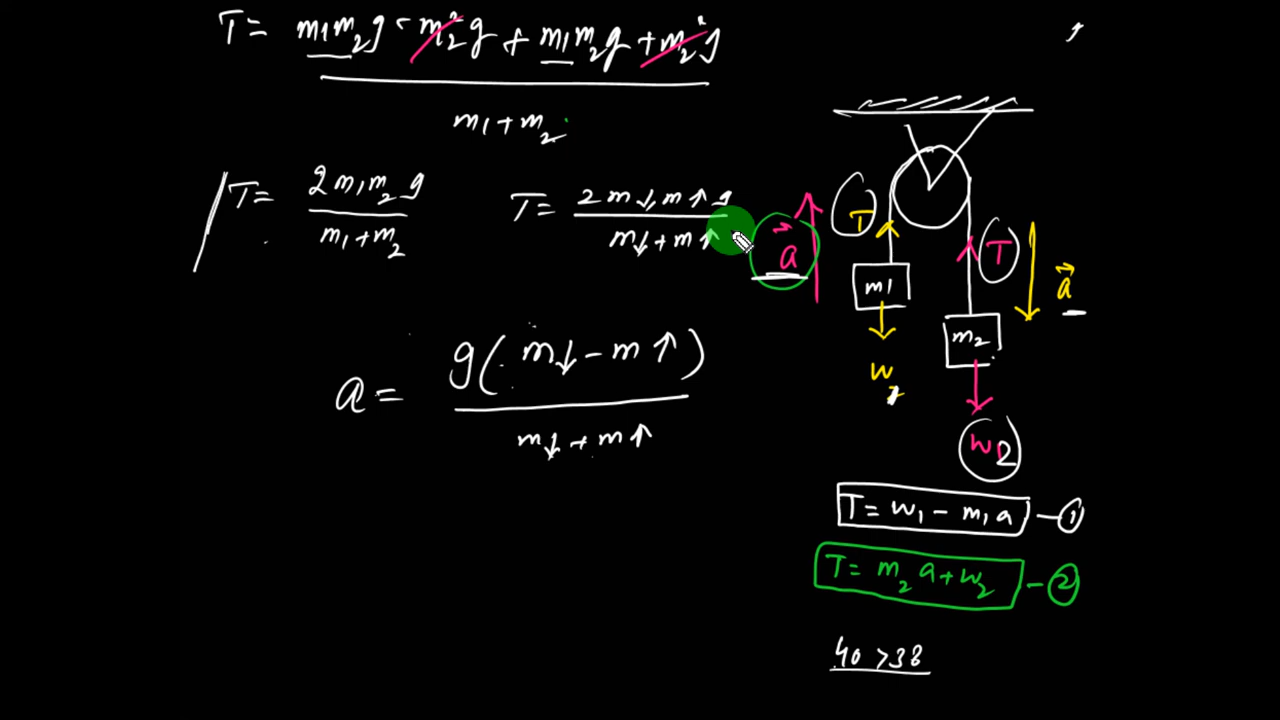 T = m₁m₂g - m₂²g + m₁m₂g + m₂²g
m₁ + m₂
T = 2m₁m₂g
m₁ + m₂
T = 2m↓m↑g
m↓ + m↑
a⃗
T
T
a⃗
m1
m₂
w
w2
a = g(m↓ - m↑)
m↓ + m↑
T = w₁ - m₁a - ①
T = m₂a + w₂ - ②
40 > 38